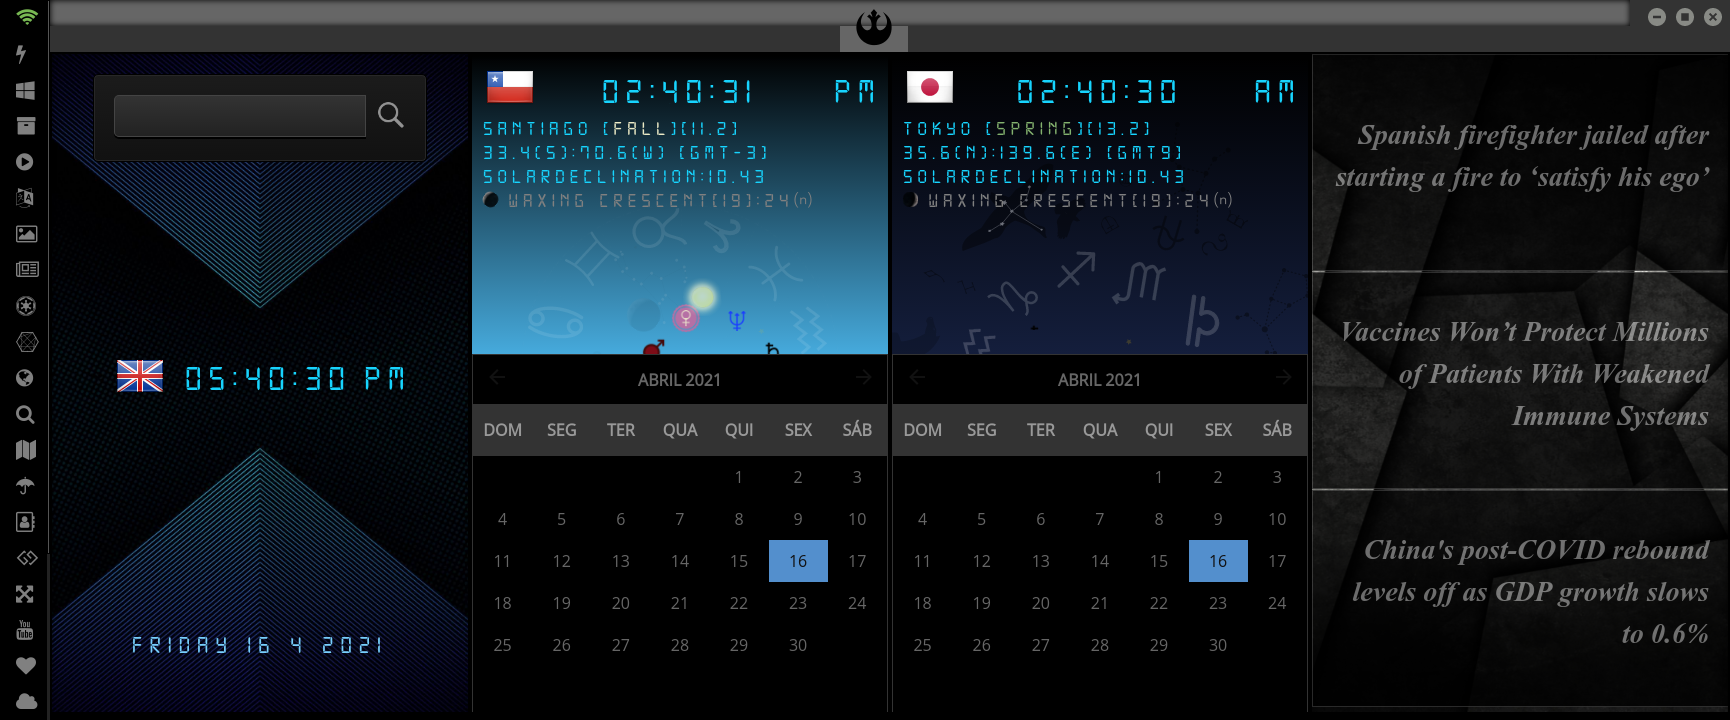 05:40:30 PM
FRIDAY 16 4 2021
02:40:31 PM
SANTIAGO [FALL][11.2]
33.4(S):70.6(W) [GMT-3]
SOLARDECLINATION:10.43
WAXING CRESCENT[19]:24(n)
ABRIL 2021
DOM SEG TER QUA QUI SEX SÁB
1 2 3
4 5 6 7 8 9 10
11 12 13 14 15 16 17
18 19 20 21 22 23 24
25 26 27 28 29 30
02:40:30 AM
TOKYO [SPRING][13.2]
35.6(N):139.6(E) [GMT9]
SOLARDECLINATION:10.43
WAXING CRESCENT[19]:24(n)
ABRIL 2021
DOM SEG TER QUA QUI SEX SÁB
1 2 3
4 5 6 7 8 9 10
11 12 13 14 15 16 17
18 19 20 21 22 23 24
25 26 27 28 29 30
Spanish firefighter jailed after
starting a fire to ‘satisfy his ego’
Vaccines Won’t Protect Millions
of Patients With Weakened
Immune Systems
China's post-COVID rebound
levels off as GDP growth slows
to 0.6%
You
Tube